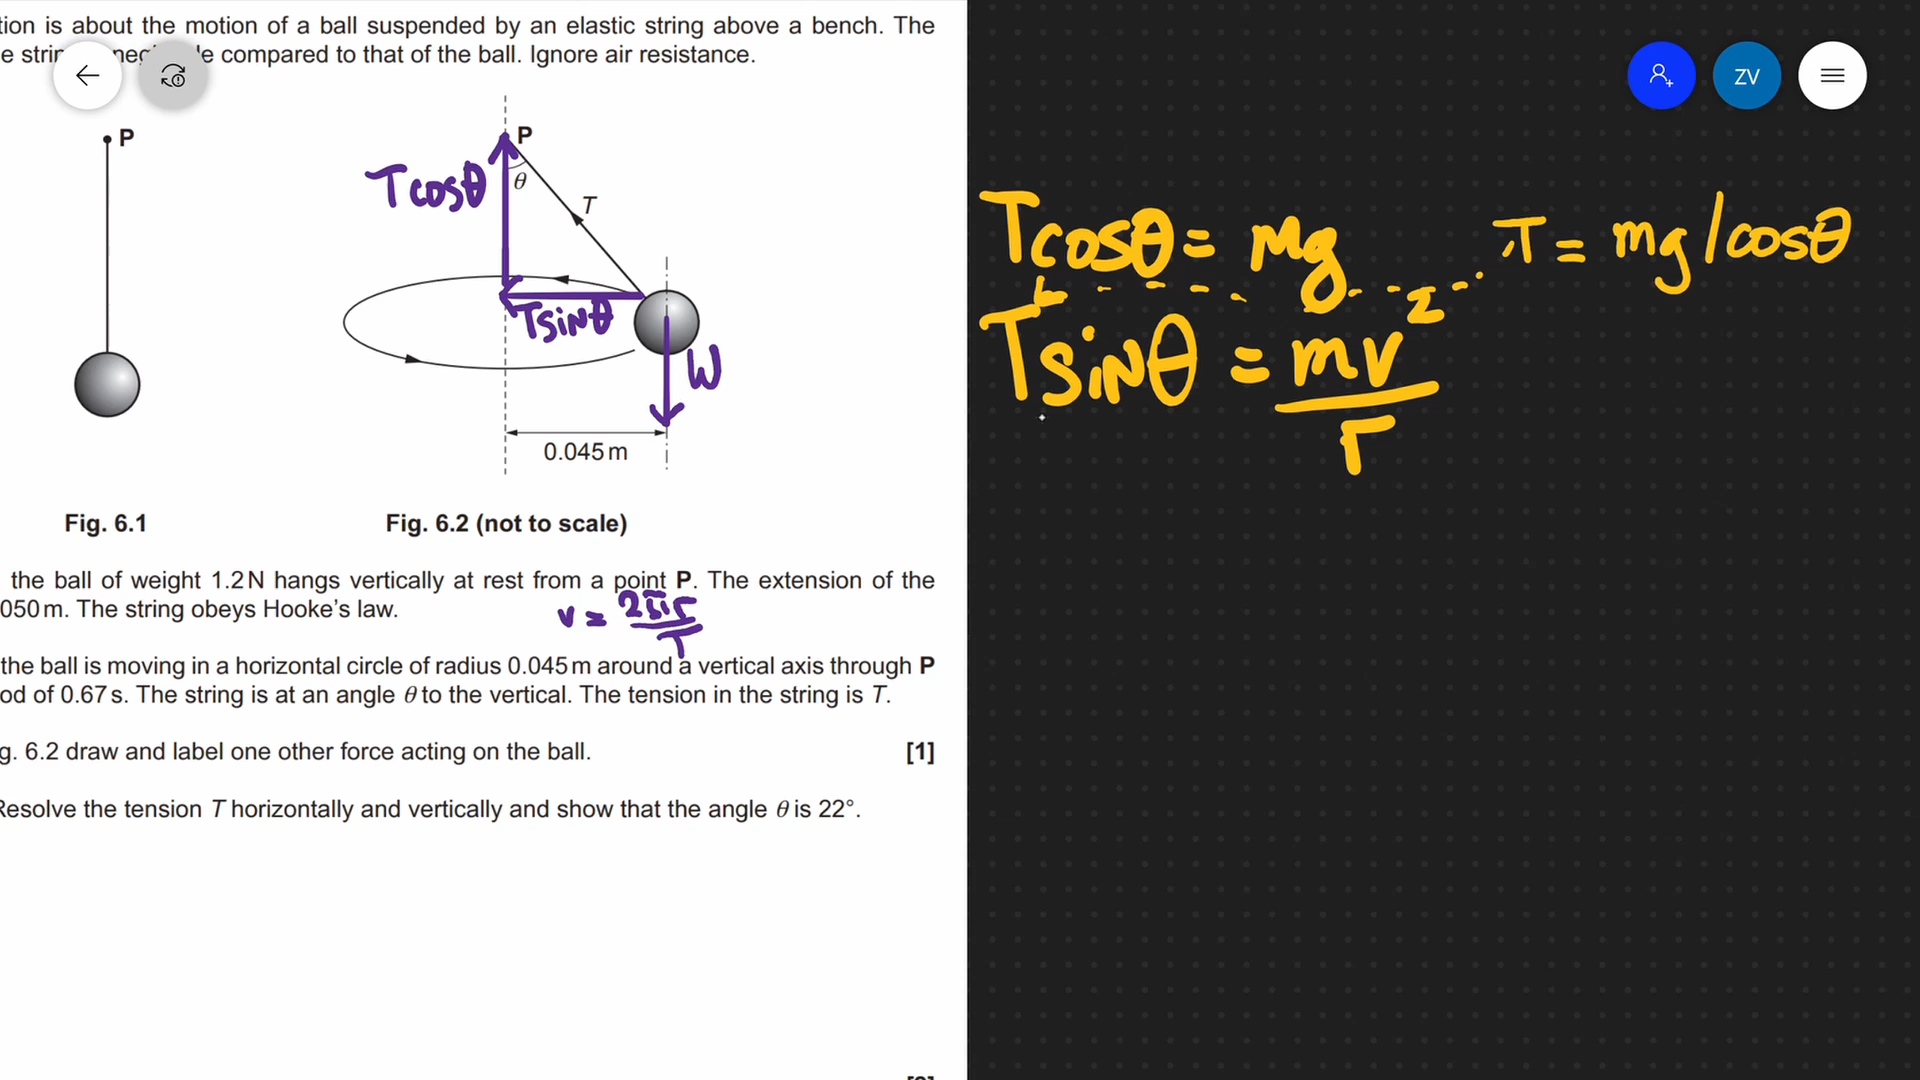 tion is about the motion of a ball suspended by an elastic string above a bench. The
e strin neg le compared to that of the ball. Ignore air resistance.
ZV
P
P
Tcosθ
θ
T
Tsinθ
W
0.045 m
Fig. 6.1
Fig. 6.2 (not to scale)
the ball of weight 1.2 N hangs vertically at rest from a point P. The extension of the
050 m. The string obeys Hooke's law.
v = 2πr/T
the ball is moving in a horizontal circle of radius 0.045 m around a vertical axis through P
od of 0.67 s. The string is at an angle θ to the vertical. The tension in the string is T.
g. 6.2 draw and label one other force acting on the ball. [1]
Resolve the tension T horizontally and vertically and show that the angle θ is 22°.
Tcosθ = mg T = mg/cosθ
Tsinθ = mv²/r